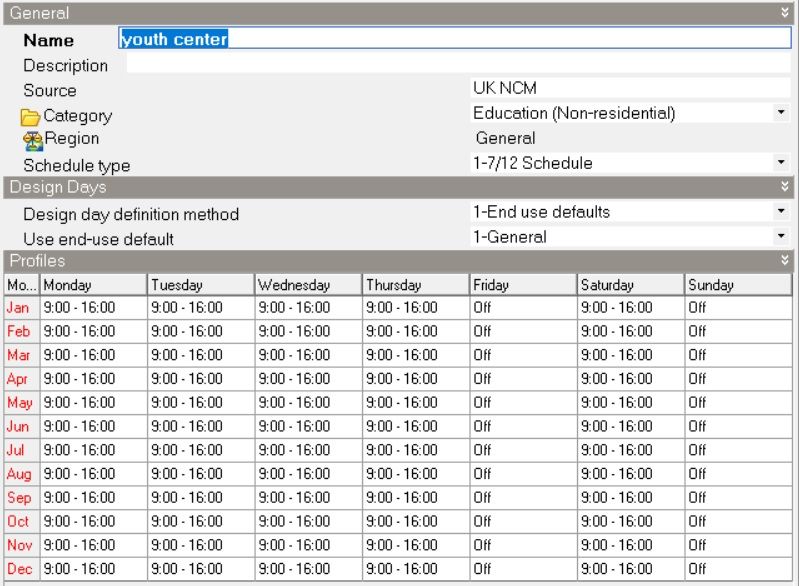 General
Name youth center
Description
Source UK NCM
Category Education (Non-residential)
Region General
Schedule type 1-7/12 Schedule
Design Days
Design day definition method 1-End use defaults
Use end-use default 1-General
Profiles
Mo... Monday Tuesday Wednesday Thursday Friday Saturday Sunday
Jan 9:00 - 16:00 9:00 - 16:00 9:00 - 16:00 9:00 - 16:00 Off 9:00 - 16:00 Off
Feb 9:00 - 16:00 9:00 - 16:00 9:00 - 16:00 9:00 - 16:00 Off 9:00 - 16:00 Off
Mar 9:00 - 16:00 9:00 - 16:00 9:00 - 16:00 9:00 - 16:00 Off 9:00 - 16:00 Off
Apr 9:00 - 16:00 9:00 - 16:00 9:00 - 16:00 9:00 - 16:00 Off 9:00 - 16:00 Off
May 9:00 - 16:00 9:00 - 16:00 9:00 - 16:00 9:00 - 16:00 Off 9:00 - 16:00 Off
Jun 9:00 - 16:00 9:00 - 16:00 9:00 - 16:00 9:00 - 16:00 Off 9:00 - 16:00 Off
Jul 9:00 - 16:00 9:00 - 16:00 9:00 - 16:00 9:00 - 16:00 Off 9:00 - 16:00 Off
Aug 9:00 - 16:00 9:00 - 16:00 9:00 - 16:00 9:00 - 16:00 Off 9:00 - 16:00 Off
Sep 9:00 - 16:00 9:00 - 16:00 9:00 - 16:00 9:00 - 16:00 Off 9:00 - 16:00 Off
Oct 9:00 - 16:00 9:00 - 16:00 9:00 - 16:00 9:00 - 16:00 Off 9:00 - 16:00 Off
Nov 9:00 - 16:00 9:00 - 16:00 9:00 - 16:00 9:00 - 16:00 Off 9:00 - 16:00 Off
Dec 9:00 - 16:00 9:00 - 16:00 9:00 - 16:00 9:00 - 16:00 Off 9:00 - 16:00 Off